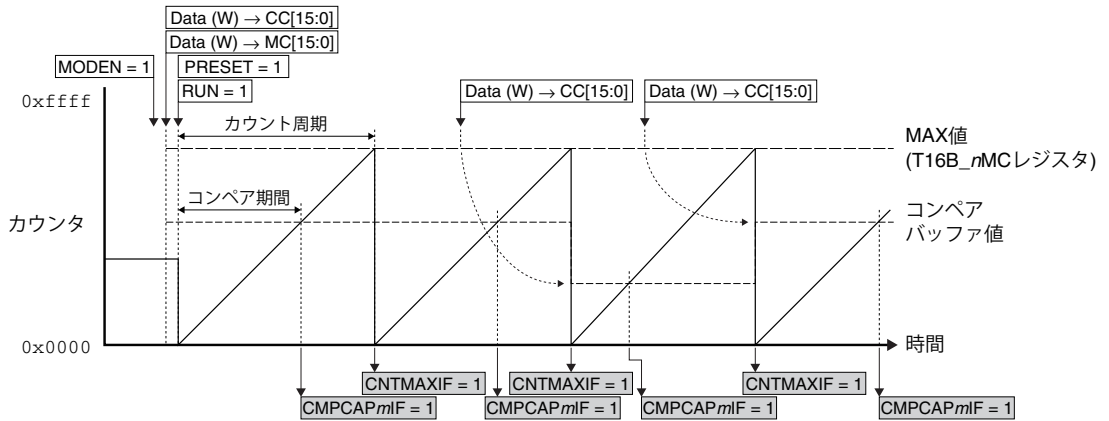 Data (W) → CC[15:0]
Data (W) → MC[15:0]
MODEN = 1
PRESET = 1
RUN = 1
0xffff
Data (W) → CC[15:0]
Data (W) → CC[15:0]
カウント周期
MAX値
(T16B_nMCレジスタ)
コンペア期間
カウンタ
コンペア
バッファ値
0x0000
時間
CNTMAXIF = 1
CNTMAXIF = 1
CNTMAXIF = 1
CMPCAPmIF = 1
CMPCAPmIF = 1
CMPCAPmIF = 1
CMPCAPmIF = 1